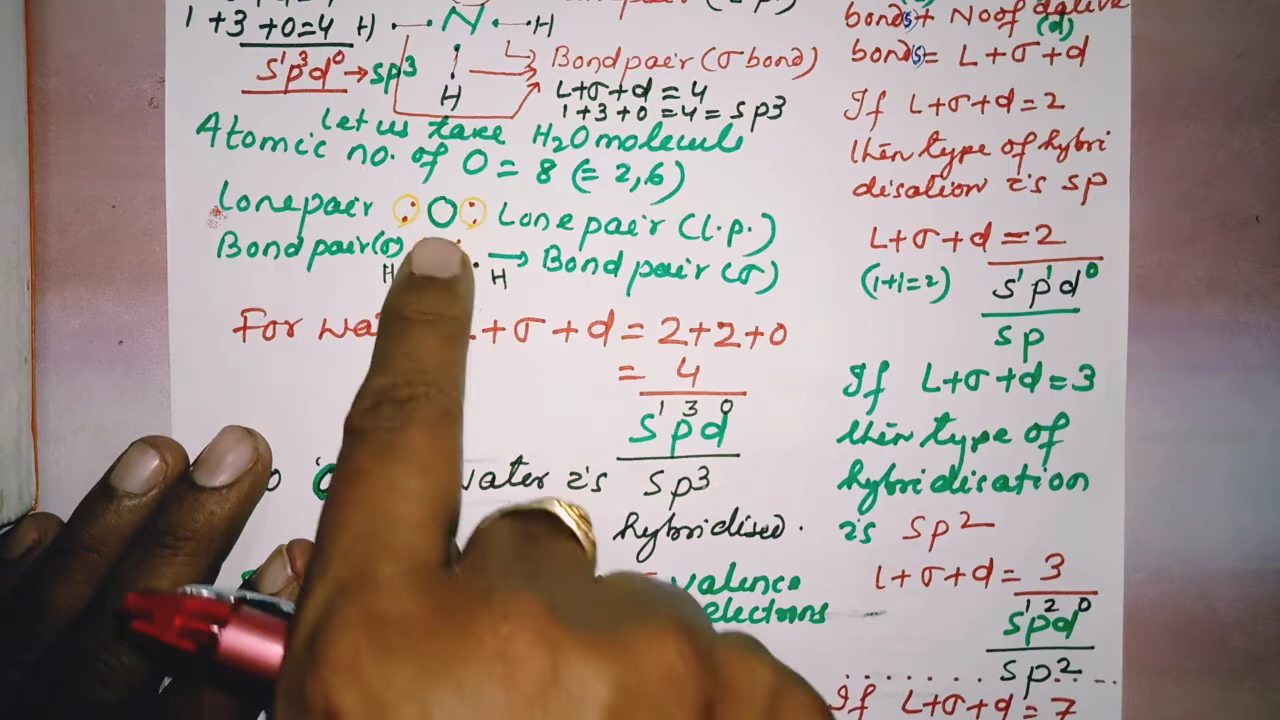 1 +3 +0=4 H N H
s¹p³d⁰→sp3
H
Bond pair (σ bond)
L+σ+d = 4
1+3+0 = 4 = sp3
Let us take H2O molecule
Atomic no. of O = 8 (= 2,6)
Lone pair O Lone pair (l.p.)
Bond pair(σ) H H → Bond pair (σ)
For L+σ+d = 2+2+0
= 4
s¹p³d⁰
water is sp3
hybridised.
valence
electrons
bond(s)+ No of dative
(d)
bond(s)= L+σ+d
If L+σ+d=2
then type of hybri
disation is sp
L+σ+d=2
(1+1=2) s¹p¹d⁰
sp
If L+σ+d=3
then type of
hybridisation
is sp2
L+σ+d= 3
s¹p²d⁰
sp2
If L+σ+d=7